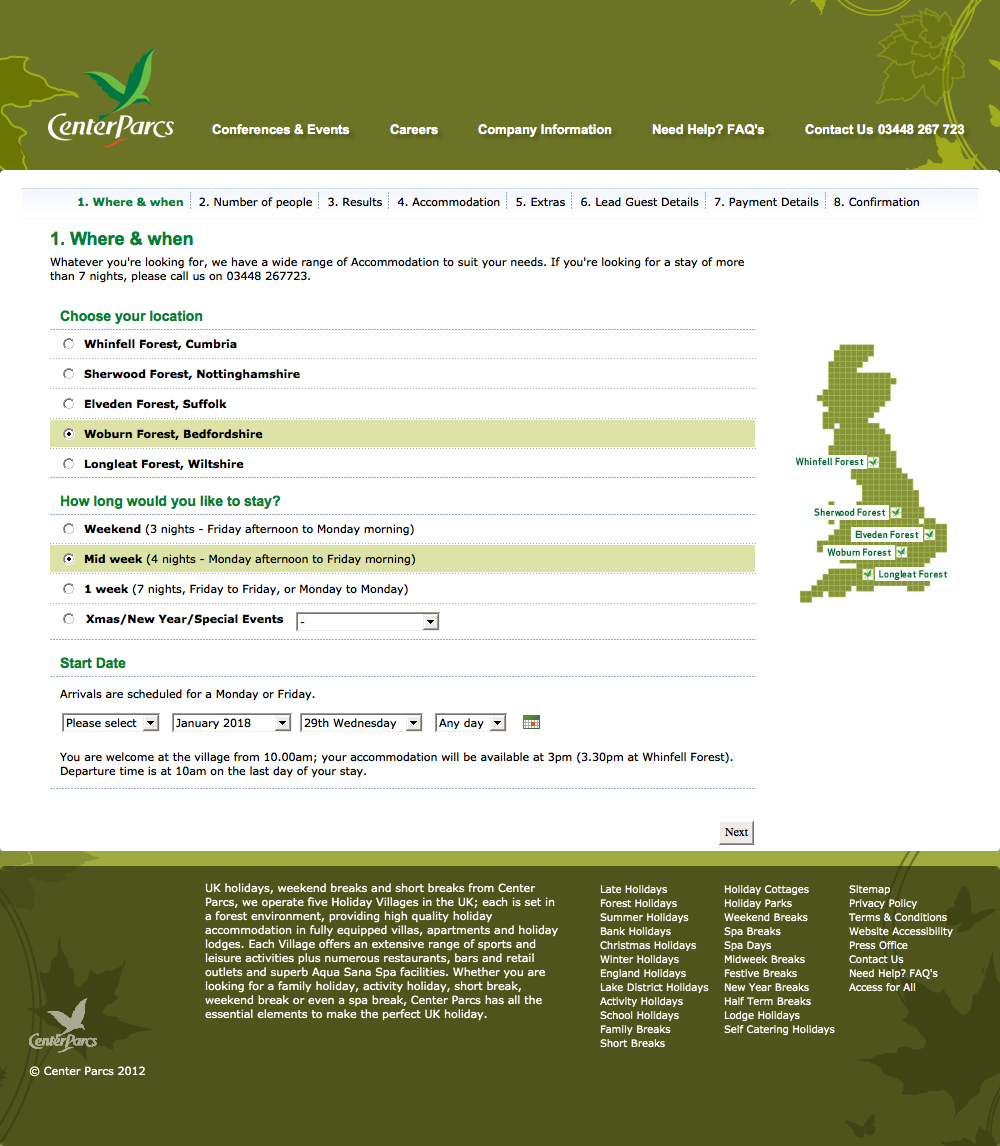 CenterParcs
Conferences & Events Careers Company Information Need Help? FAQ's Contact Us 03448 267 723
1. Where & when 2. Number of people 3. Results 4. Accommodation 5. Extras 6. Lead Guest Details 7. Payment Details 8. Confirmation
1. Where & when
Whatever you're looking for, we have a wide range of Accommodation to suit your needs. If you're looking for a stay of more
than 7 nights, please call us on 03448 267723.
Choose your location
Whinfell Forest, Cumbria
Sherwood Forest, Nottinghamshire
Elveden Forest, Suffolk
Woburn Forest, Bedfordshire
Longleat Forest, Wiltshire
How long would you like to stay?
Weekend (3 nights - Friday afternoon to Monday morning)
Mid week (4 nights - Monday afternoon to Friday morning)
1 week (7 nights, Friday to Friday, or Monday to Monday)
Xmas/New Year/Special Events -
Start Date
Arrivals are scheduled for a Monday or Friday.
Please select January 2018 29th Wednesday Any day
You are welcome at the village from 10.00am; your accommodation will be available at 3pm (3.30pm at Whinfell Forest).
Departure time is at 10am on the last day of your stay.
Whinfell Forest
Sherwood Forest
Elveden Forest
Woburn Forest
Longleat Forest
Next
UK holidays, weekend breaks and short breaks from Center
Parcs, we operate five Holiday Villages in the UK; each is set in
a forest environment, providing high quality holiday
accommodation in fully equipped villas, apartments and holiday
lodges. Each Village offers an extensive range of sports and
leisure activities plus numerous restaurants, bars and retail
outlets and superb Aqua Sana Spa facilities. Whether you are
looking for a family holiday, activity holiday, short break,
weekend break or even a spa break, Center Parcs has all the
essential elements to make the perfect UK holiday.
Late Holidays
Forest Holidays
Summer Holidays
Bank Holidays
Christmas Holidays
Winter Holidays
England Holidays
Lake District Holidays
Activity Holidays
School Holidays
Family Breaks
Short Breaks
Holiday Cottages
Holiday Parks
Weekend Breaks
Spa Breaks
Spa Days
Midweek Breaks
Festive Breaks
New Year Breaks
Half Term Breaks
Lodge Holidays
Self Catering Holidays
Sitemap
Privacy Policy
Terms & Conditions
Website Accessibility
Press Office
Contact Us
Need Help? FAQ's
Access for All
CenterParcs
© Center Parcs 2012